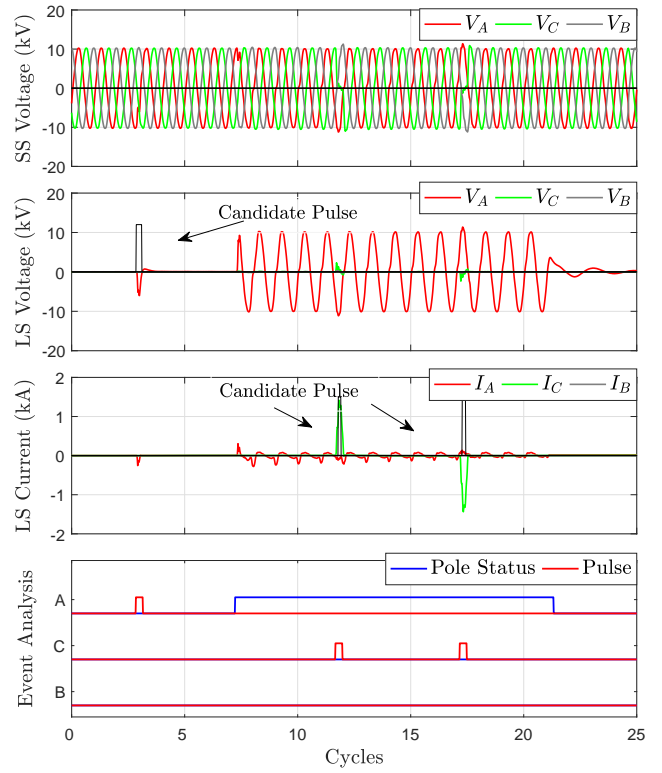 SS Voltage (kV)
20
10
0
-10
-20
V_A V_C V_B
LS Voltage (kV)
20
10
0
-10
-20
V_A V_C V_B
Candidate Pulse
LS Current (kA)
2
1
0
-1
-2
I_A I_C I_B
Candidate Pulse
Event Analysis
A
C
B
Pole Status Pulse
0 5 10 15 20 25
Cycles